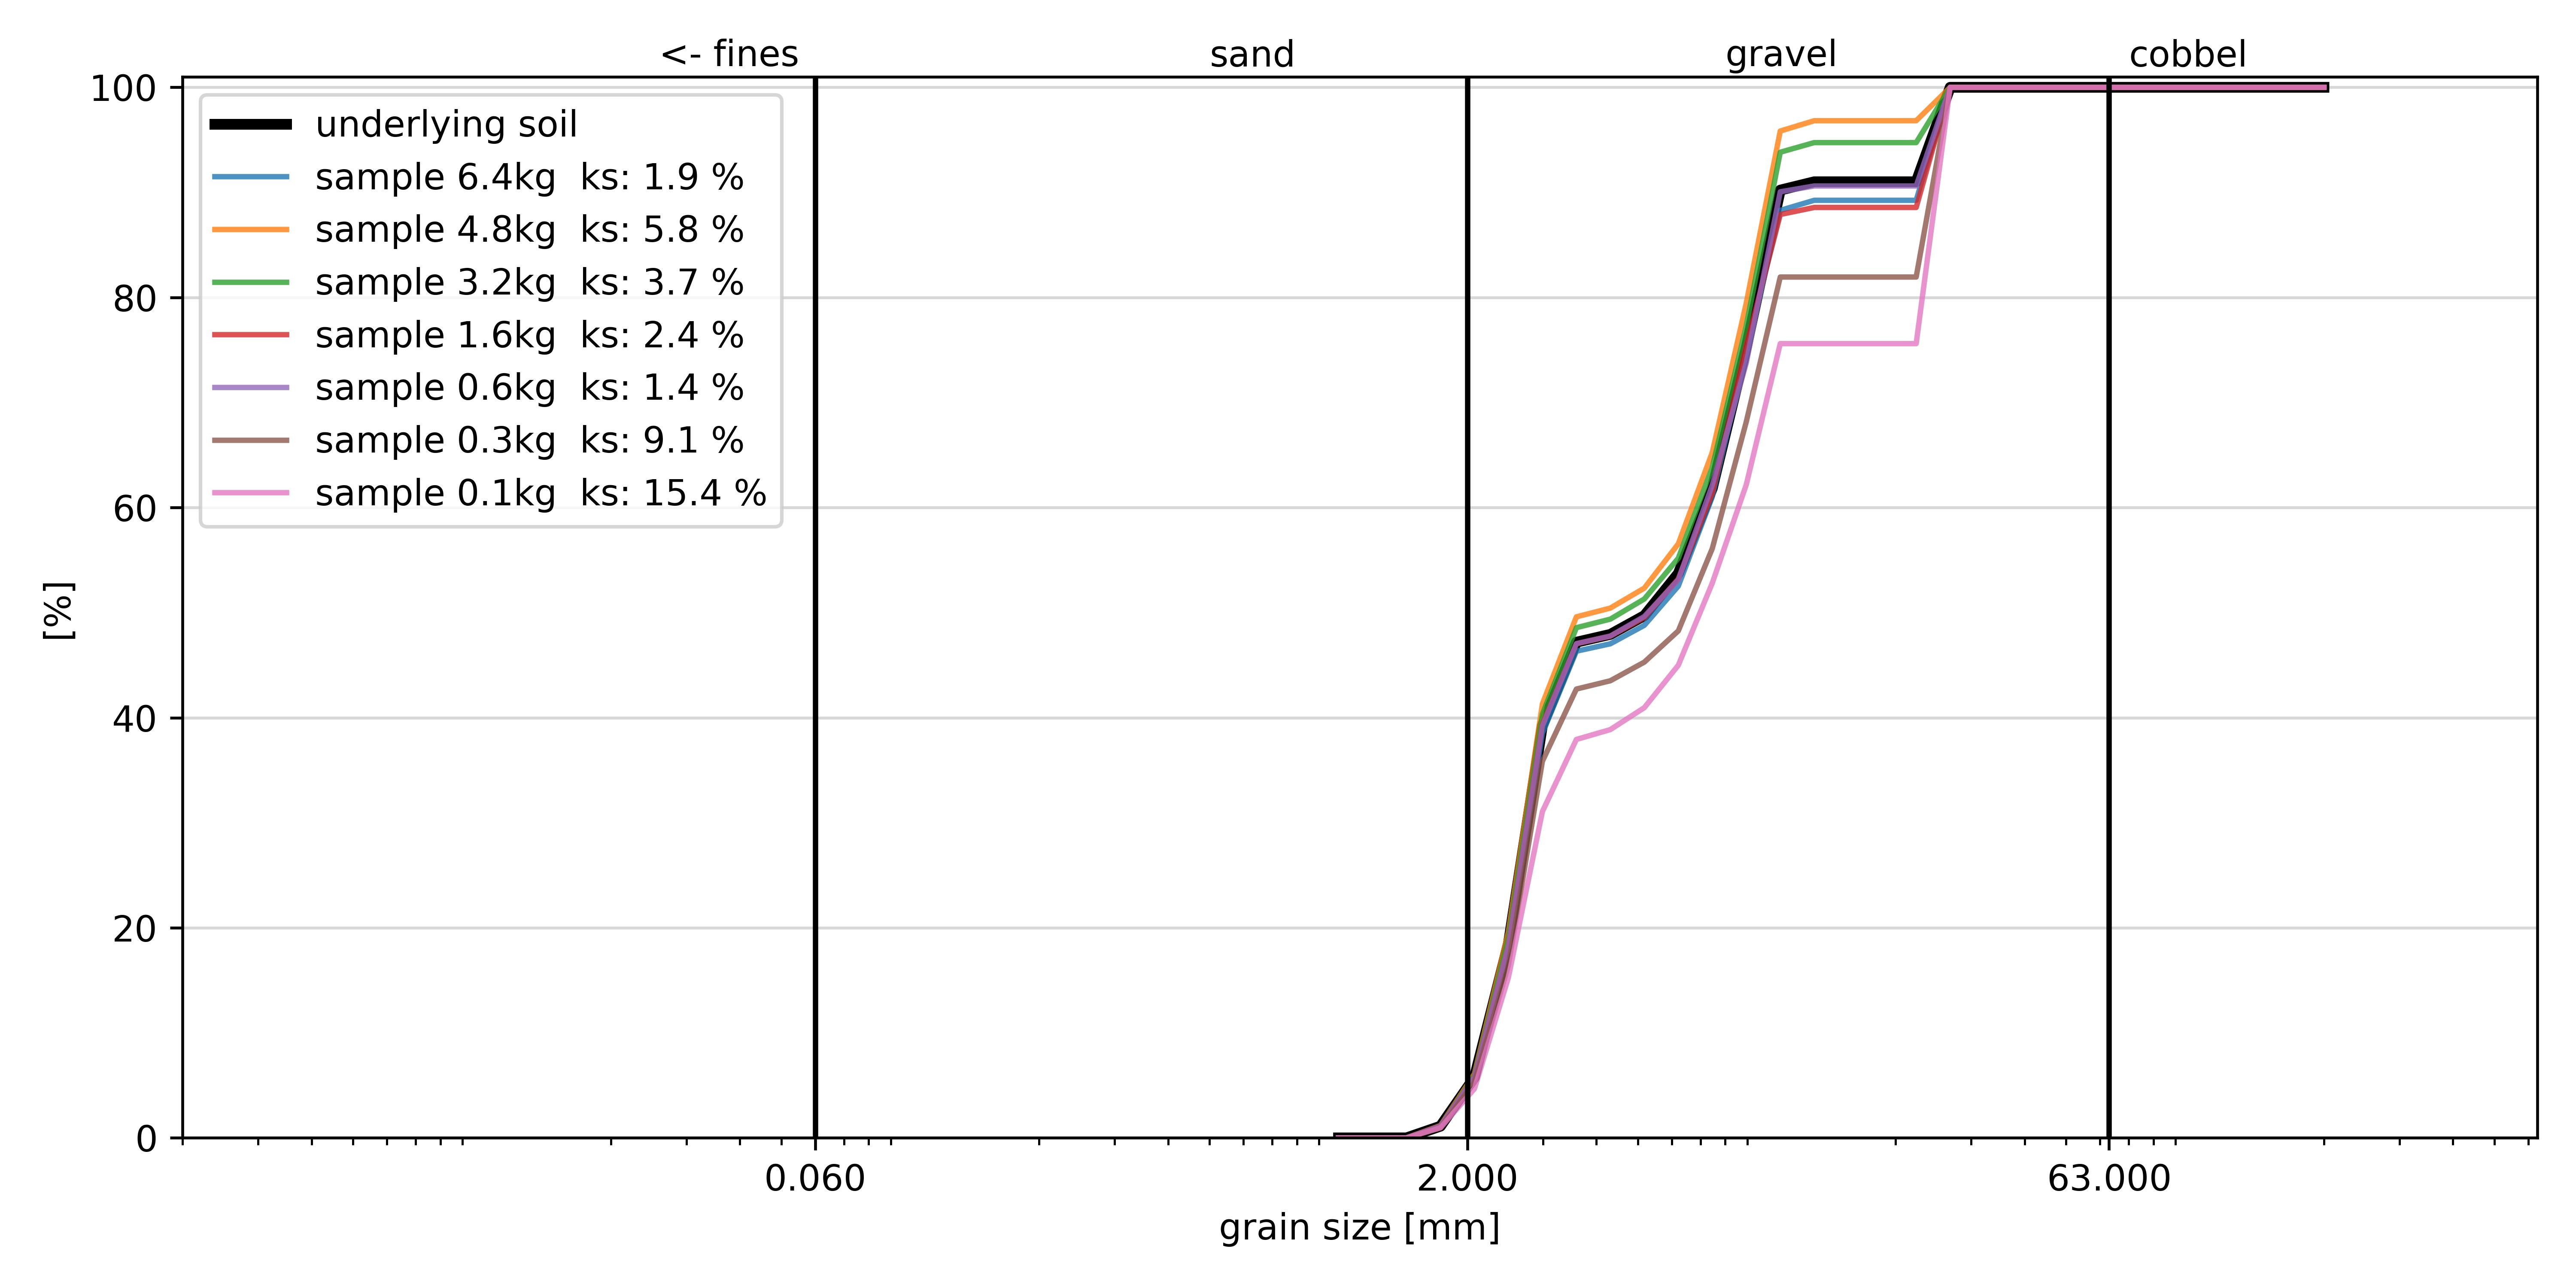 <- fines
sand
gravel
cobbel
100
80
60
40
20
0
[%]
underlying soil
sample 6.4kg  ks: 1.9 %
sample 4.8kg  ks: 5.8 %
sample 3.2kg  ks: 3.7 %
sample 1.6kg  ks: 2.4 %
sample 0.6kg  ks: 1.4 %
sample 0.3kg  ks: 9.1 %
sample 0.1kg  ks: 15.4 %
0.060
2.000
63.000
grain size [mm]